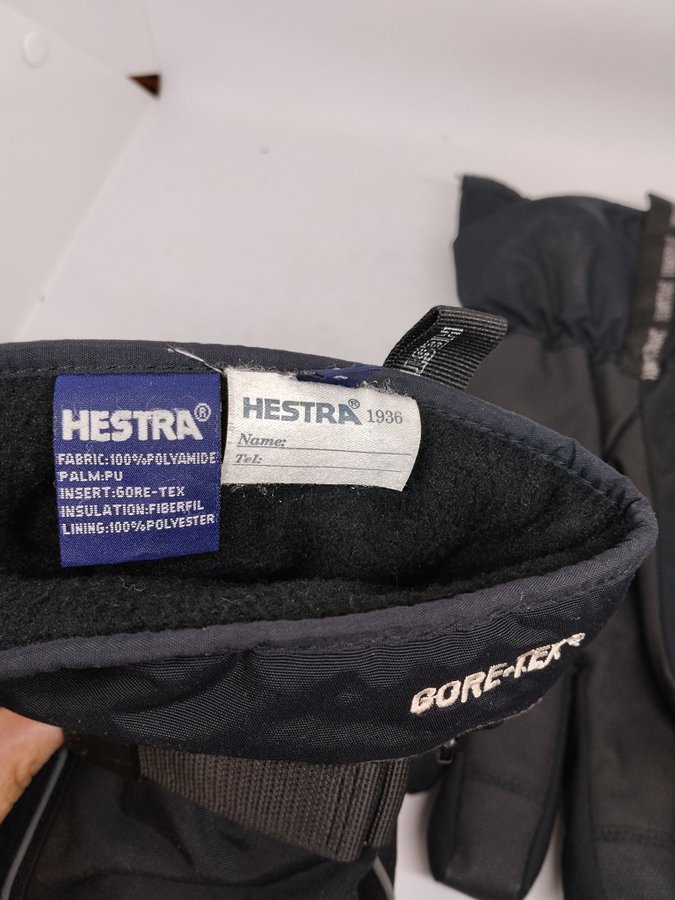 HESTRA®
FABRIC:100%POLYAMIDE
PALM:PU
INSERT:GORE-TEX
INSULATION:FIBERFIL
LINING:100%POLYESTER
HESTRA® 1936
Name:
Tel:
HEST
GORE-TEX®